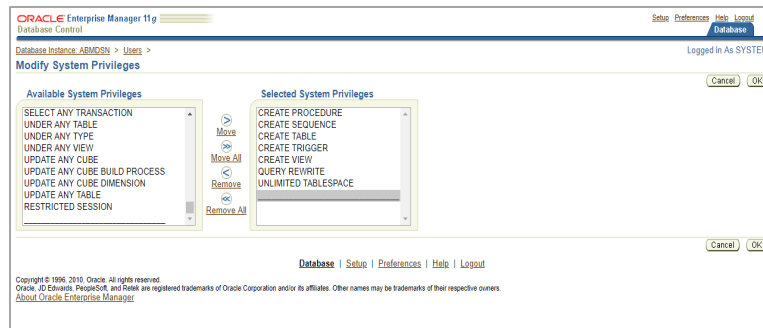 ORACLE Enterprise Manager 11g
Database Control
Setup Preferences Help Logout
Database
Database Instance: ABMDSN > Users >
Logged in As SYSTE
Modify System Privileges
Cancel OK
Available System Privileges
SELECT ANY TRANSACTION
UNDER ANY TABLE
UNDER ANY TYPE
UNDER ANY VIEW
UPDATE ANY CUBE
UPDATE ANY CUBE BUILD PROCESS
UPDATE ANY CUBE DIMENSION
UPDATE ANY TABLE
RESTRICTED SESSION
Move
Move All
Remove
Remove All
Selected System Privileges
CREATE PROCEDURE
CREATE SEQUENCE
CREATE TABLE
CREATE TRIGGER
CREATE VIEW
QUERY REWRITE
UNLIMITED TABLESPACE
Cancel OK
Database | Setup | Preferences | Help | Logout
Copyright © 1996, 2010, Oracle. All rights reserved.
Oracle, JD Edwards, PeopleSoft, and Retek are registered trademarks of Oracle Corporation and/or its affiliates. Other names may be trademarks of their respective owners.
About Oracle Enterprise Manager